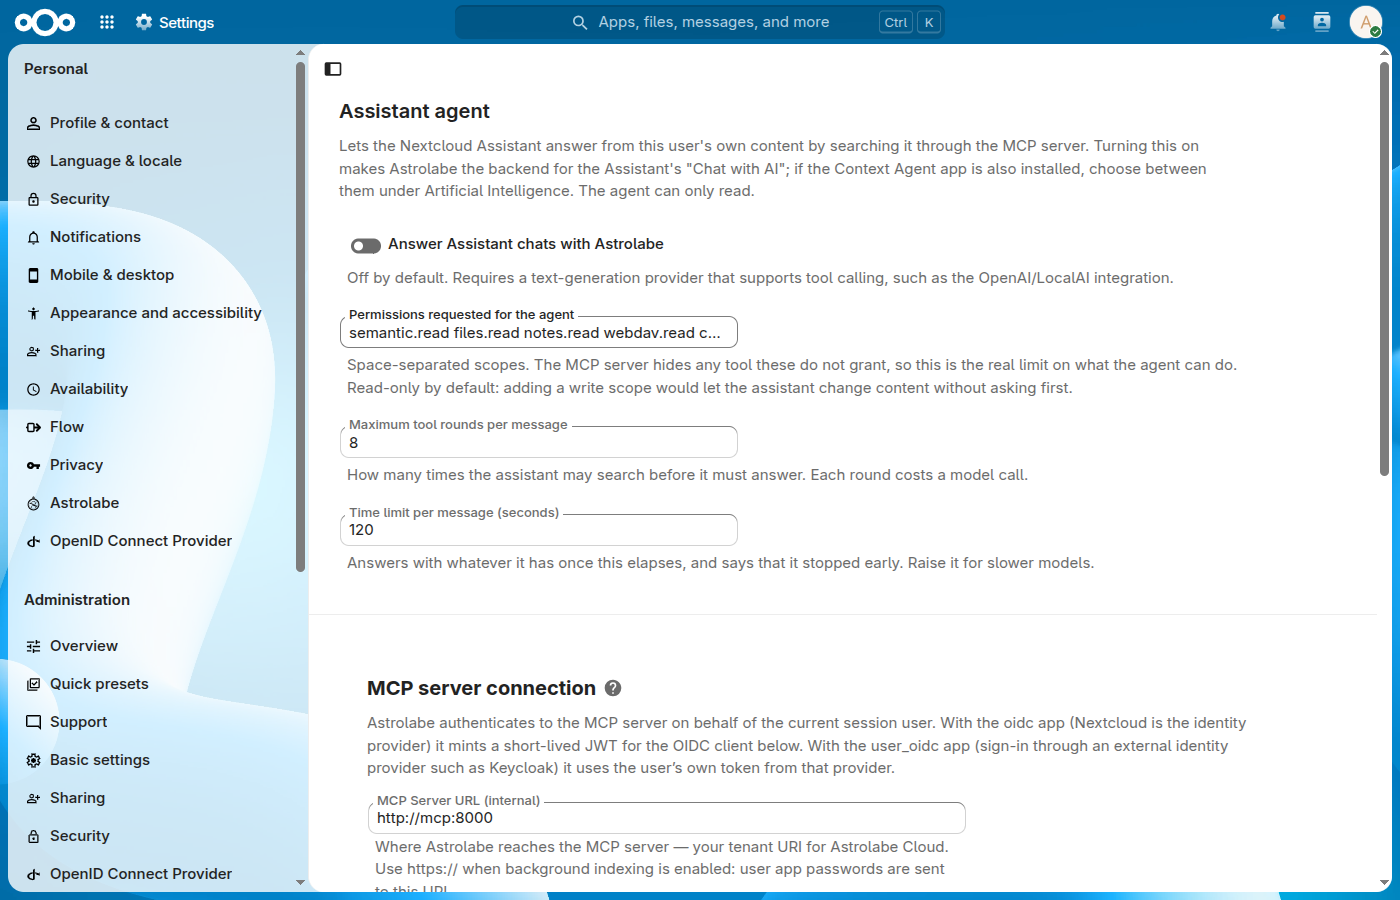 Settings
Apps, files, messages, and more
Ctrl
K
A
Personal
Profile & contact
Language & locale
Security
Notifications
Mobile & desktop
Appearance and accessibility
Sharing
Availability
Flow
Privacy
Astrolabe
OpenID Connect Provider
Administration
Overview
Quick presets
Support
Basic settings
Sharing
Security
OpenID Connect Provider
Assistant agent
Lets the Nextcloud Assistant answer from this user's own content by searching it through the MCP server. Turning this on
makes Astrolabe the backend for the Assistant's "Chat with AI"; if the Context Agent app is also installed, choose between
them under Artificial Intelligence. The agent can only read.
Answer Assistant chats with Astrolabe
Off by default. Requires a text-generation provider that supports tool calling, such as the OpenAI/LocalAI integration.
Permissions requested for the agent
semantic.read files.read notes.read webdav.read c...
Space-separated scopes. The MCP server hides any tool these do not grant, so this is the real limit on what the agent can do.
Read-only by default: adding a write scope would let the assistant change content without asking first.
Maximum tool rounds per message
8
How many times the assistant may search before it must answer. Each round costs a model call.
Time limit per message (seconds)
120
Answers with whatever it has once this elapses, and says that it stopped early. Raise it for slower models.
MCP server connection
Astrolabe authenticates to the MCP server on behalf of the current session user. With the oidc app (Nextcloud is the identity
provider) it mints a short-lived JWT for the OIDC client below. With the user_oidc app (sign-in through an external identity
provider such as Keycloak) it uses the user’s own token from that provider.
MCP Server URL (internal)
http://mcp:8000
Where Astrolabe reaches the MCP server — your tenant URI for Astrolabe Cloud.
Use https:// when background indexing is enabled: user app passwords are sent
to this URL